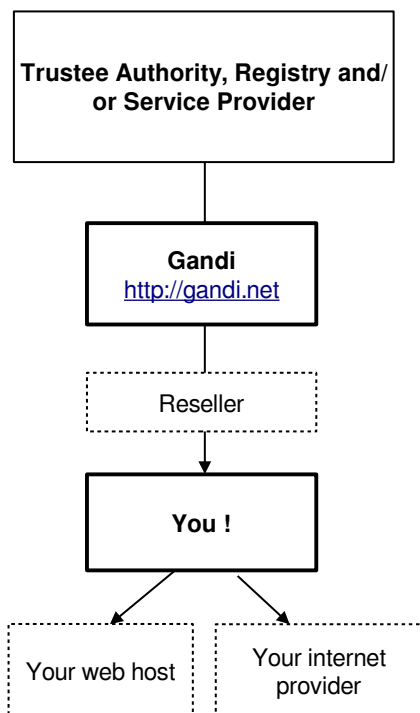 Trustee Authority, Registry and/
or Service Provider
Gandi
http://gandi.net
Reseller
You !
Your web host
Your internet
provider